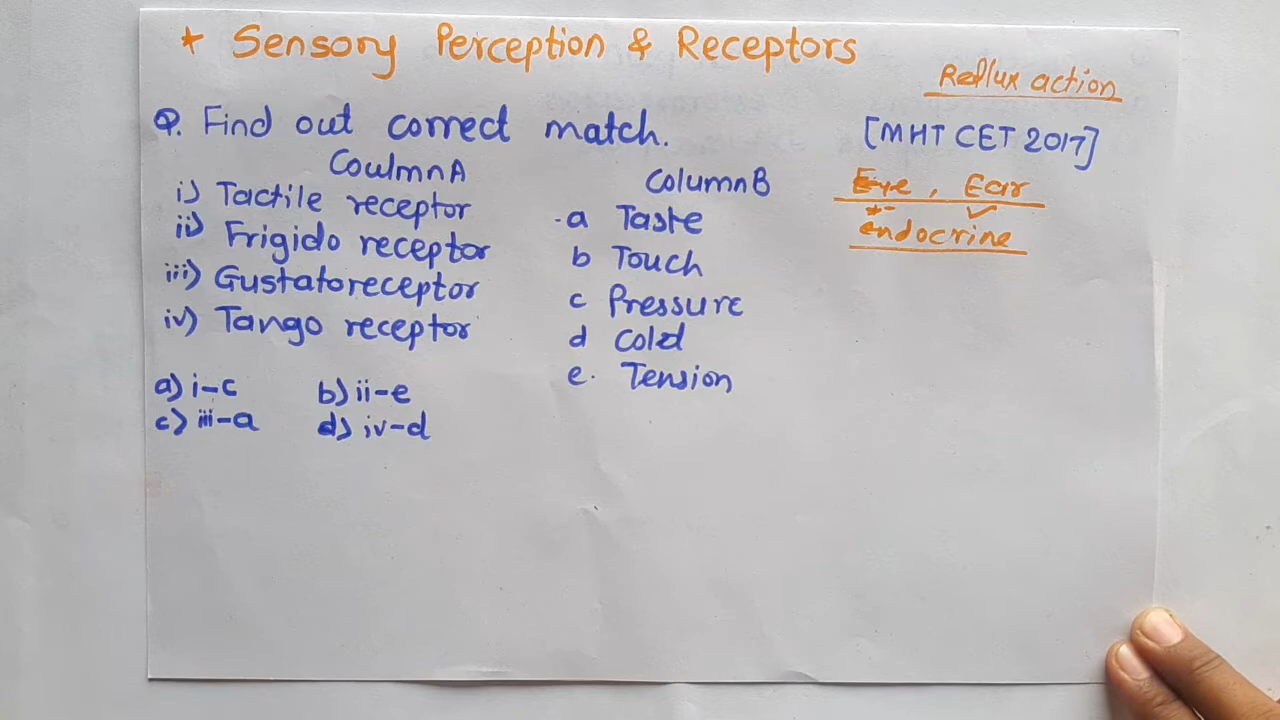 * Sensory Perception & Receptors
Reflux action
Q. Find out correct match.
[MHT CET 2017]
CoulmnA
i) Tactile receptor
ii) Frigido receptor
iii) Gustatoreceptor
iv) Tango receptor
ColumnB
a Taste
b Touch
c Pressure
d Cold
e. Tension
Eye, Ear
endocrine
a) i-c b) ii-e
c) iii-a d) iv-d